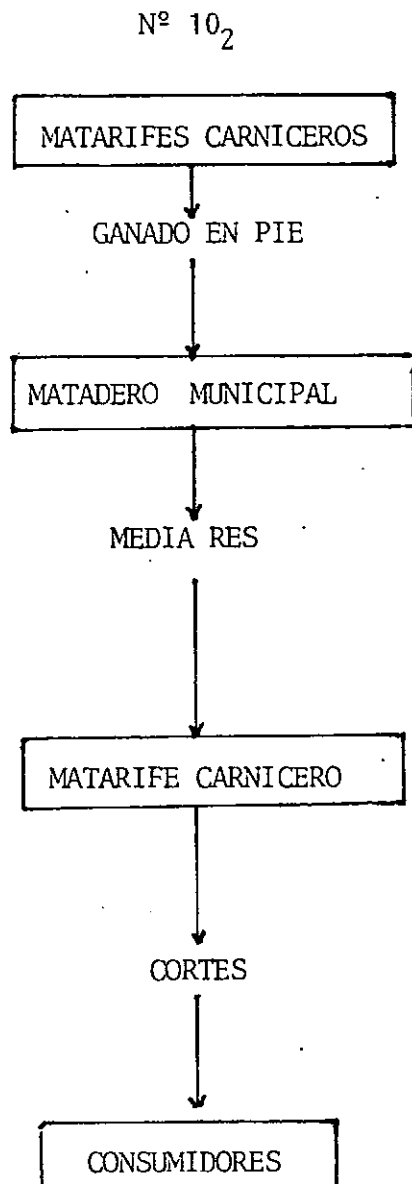 Nº 10₂
MATARIFES CARNICEROS
GANADO EN PIE
MATADERO MUNICIPAL
MEDIA RES
MATARIFE CARNICERO
CORTES
CONSUMIDORES